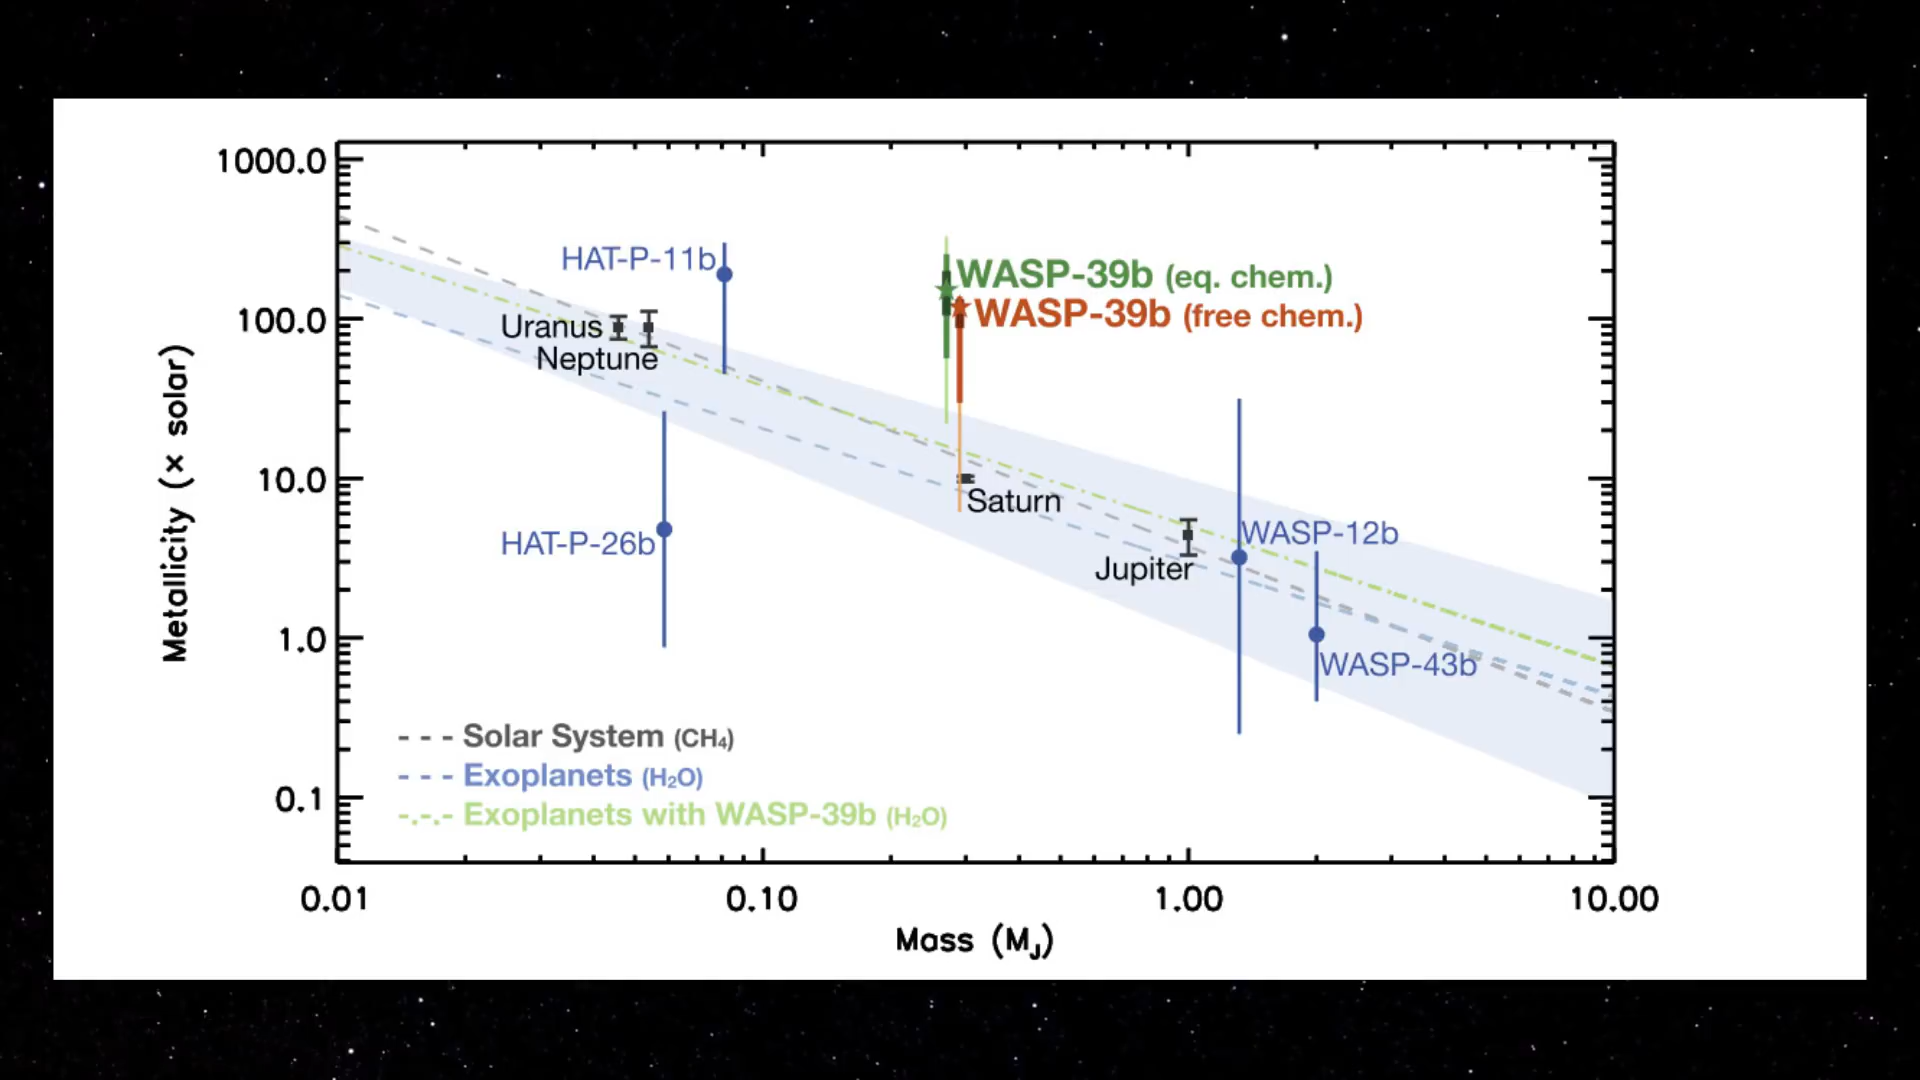 1000.0
100.0
10.0
1.0
0.1
Metallicity (× solar)
HAT-P-11b
WASP-39b (eq. chem.)
WASP-39b (free chem.)
Uranus
Neptune
Saturn
HAT-P-26b
WASP-12b
Jupiter
WASP-43b
--- Solar System (CH₄)
--- Exoplanets (H₂O)
-.-.- Exoplanets with WASP-39b (H₂O)
0.01 0.10 1.00 10.00
Mass (M_J)